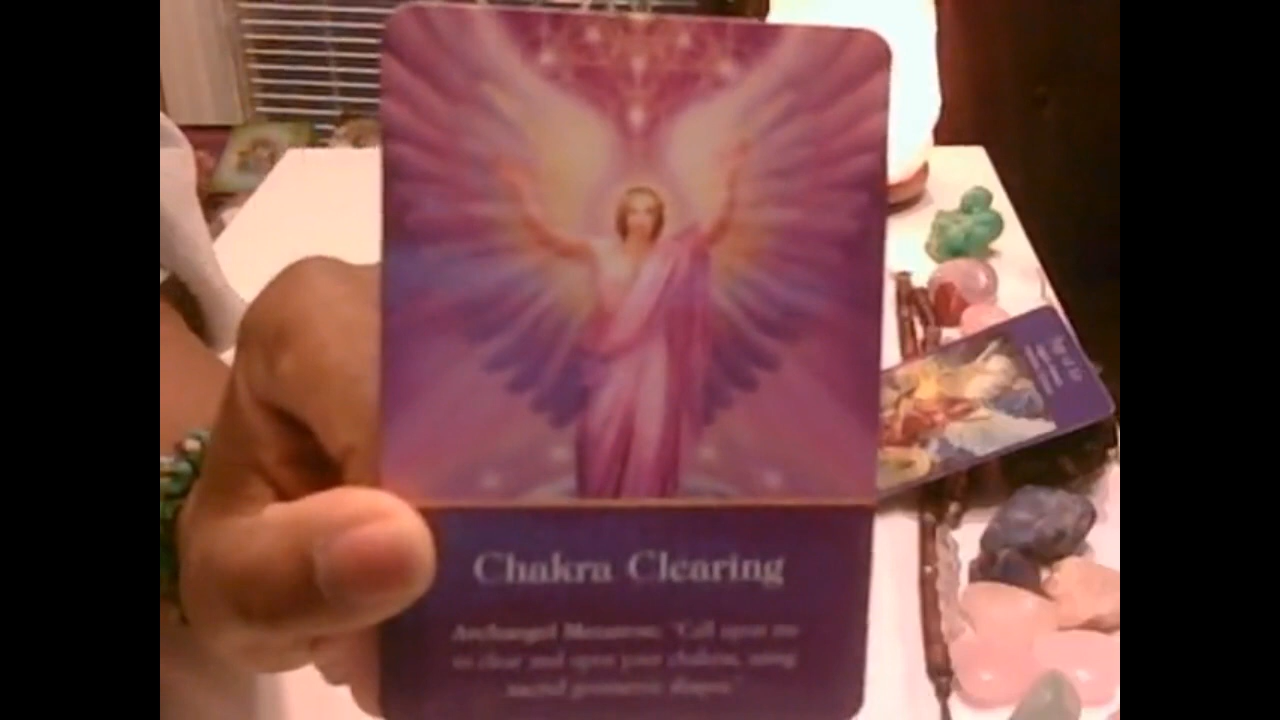 Chakra Clearing
Archangel Metatron: "Call upon me
to clear and open your chakras, using
sacred geometric shapes."